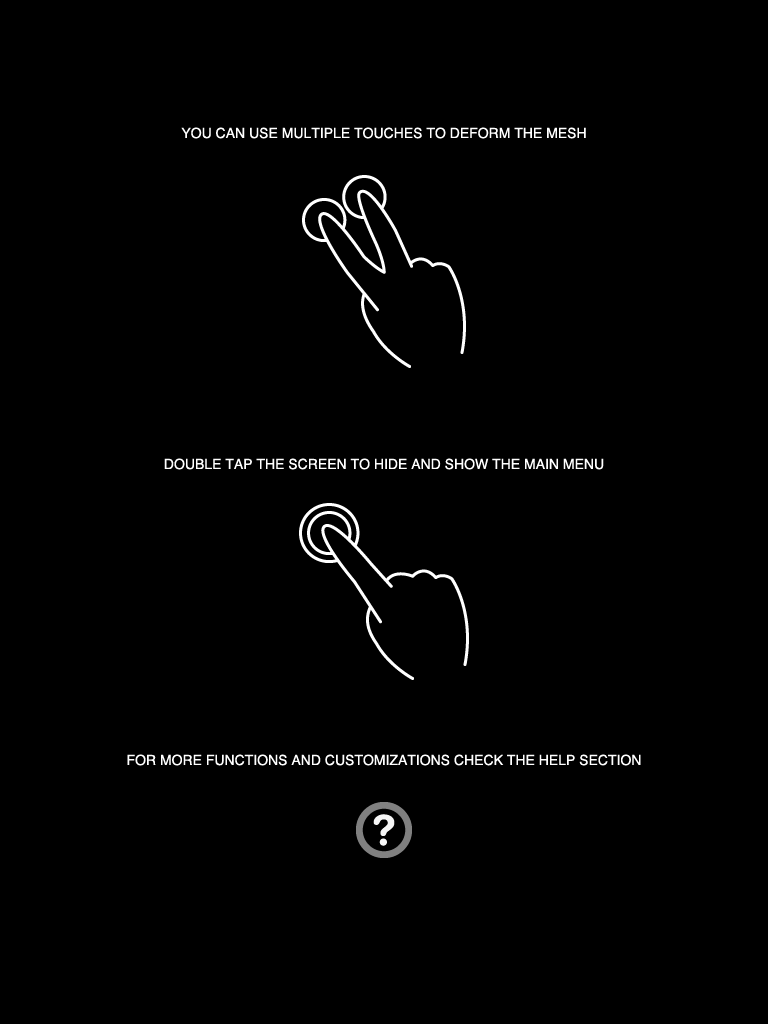 YOU CAN USE MULTIPLE TOUCHES TO DEFORM THE MESH
DOUBLE TAP THE SCREEN TO HIDE AND SHOW THE MAIN MENU
FOR MORE FUNCTIONS AND CUSTOMIZATIONS CHECK THE HELP SECTION
?